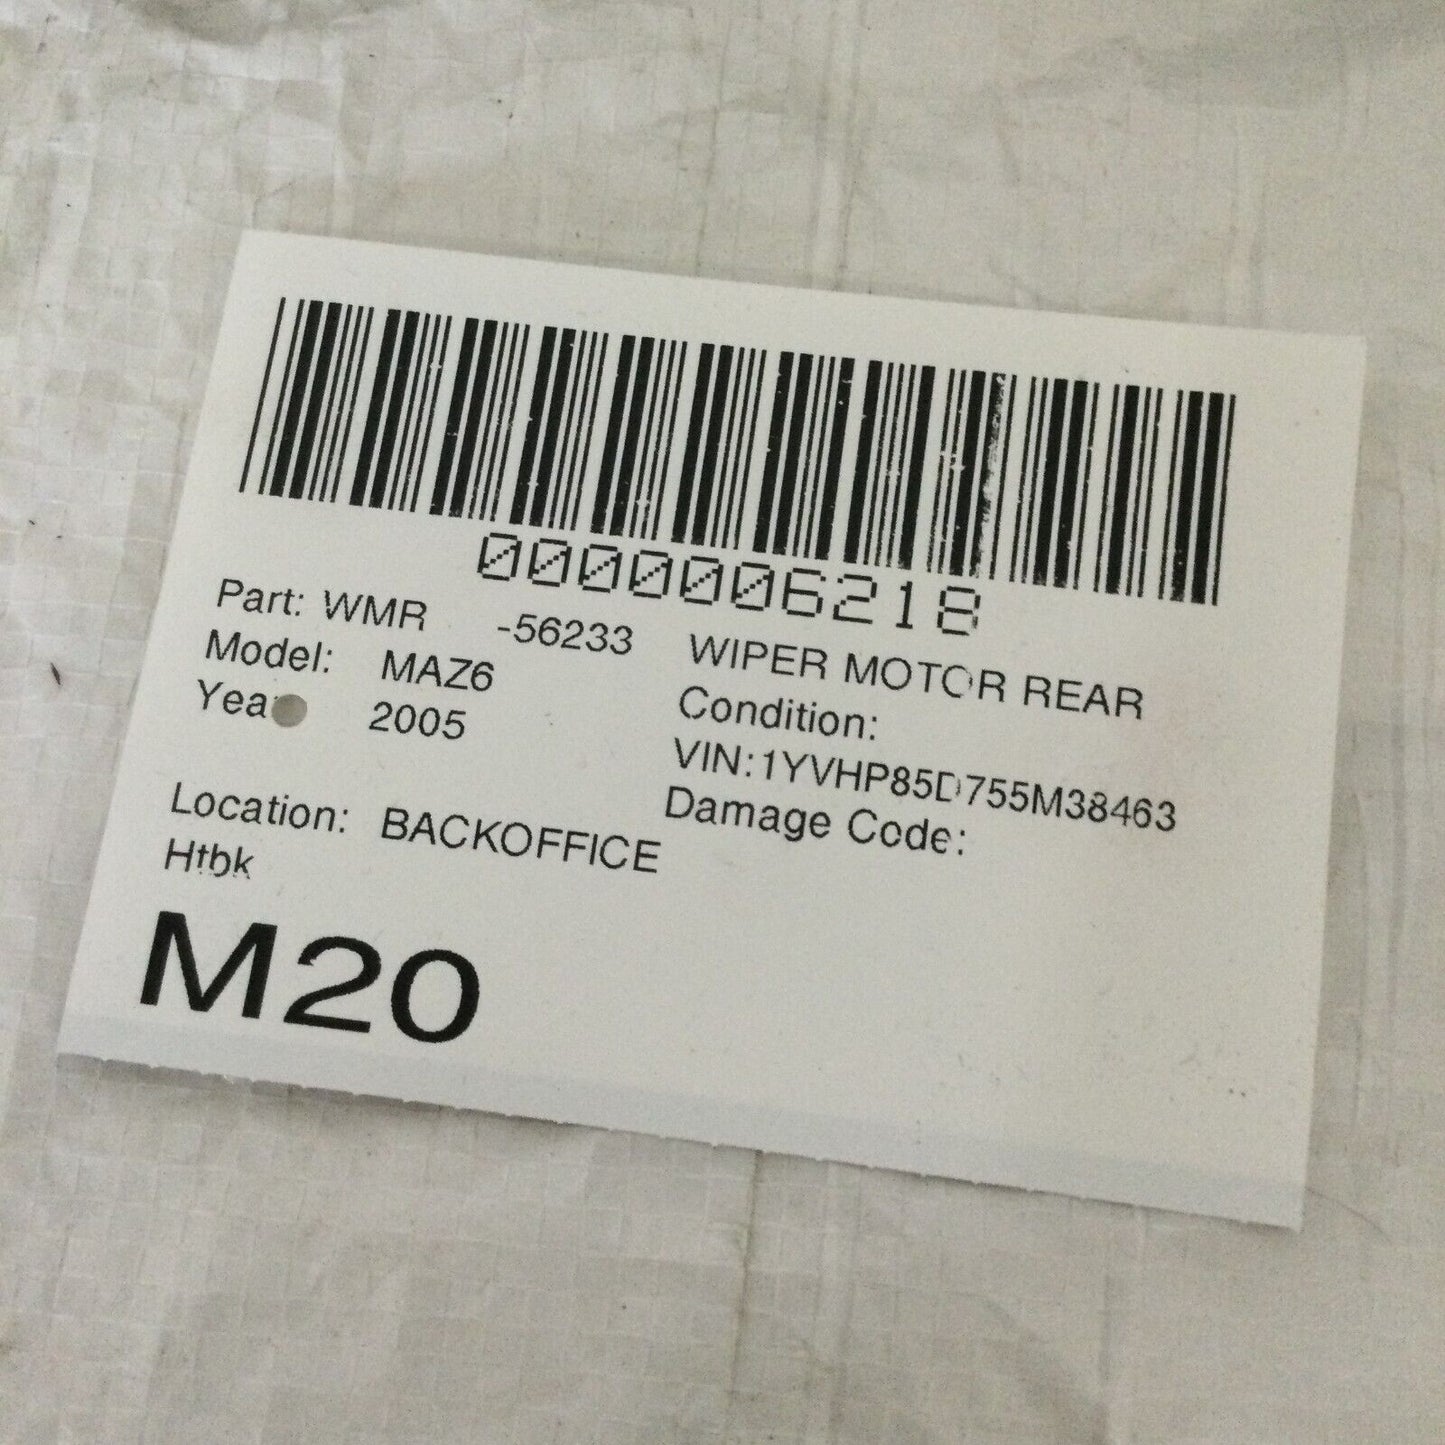 0000006218
Part: WMR -56233 WIPER MOTOR REAR
Model: MAZ6 Condition:
Year 2005 VIN:1YVHP85D755M38463
Damage Code:
Location: BACKOFFICE
Htbk
M20